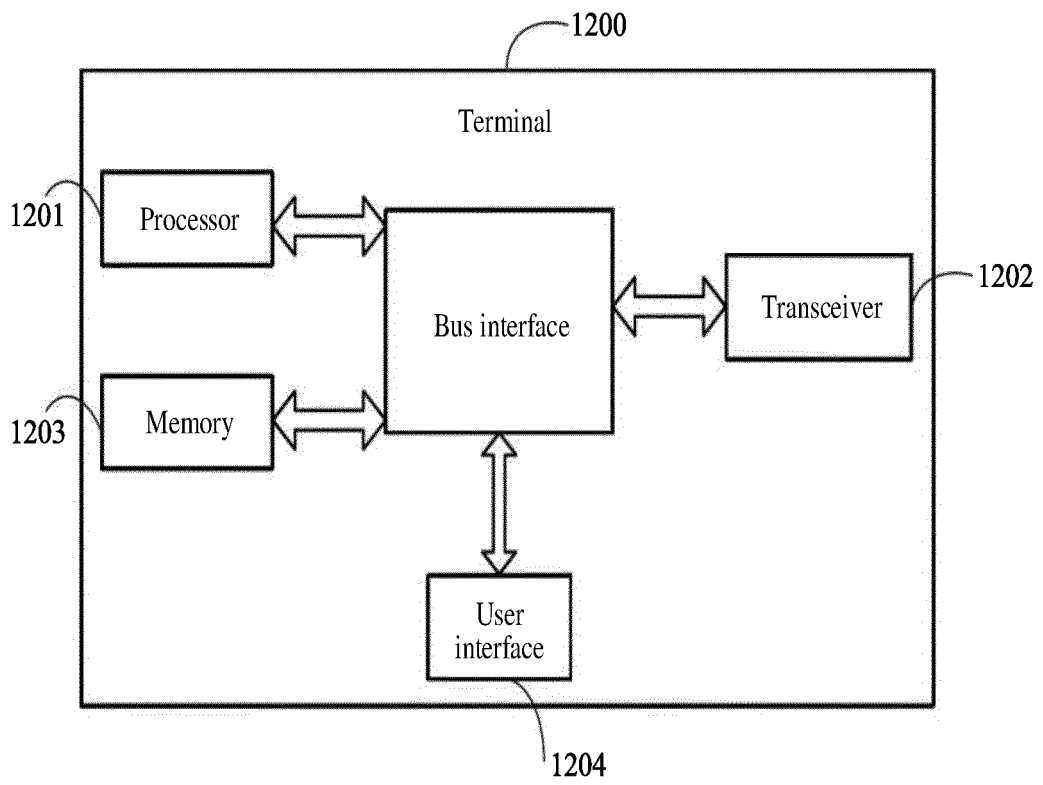 1200
Terminal
1201
Processor
Bus interface
Transceiver
1202
1203
Memory
User
interface
1204